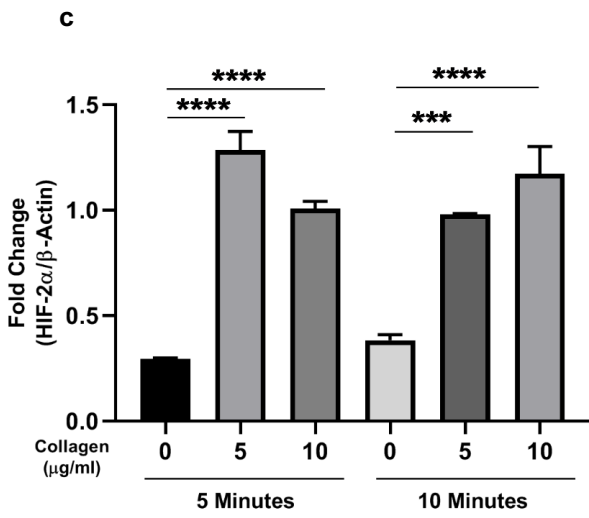 c
****
****
****
***
1.5
1.0
0.5
0.0
Fold Change
(HIF-2α/β-Actin)
Collagen
(μg/ml)
0 5 10 0 5 10
5 Minutes 10 Minutes